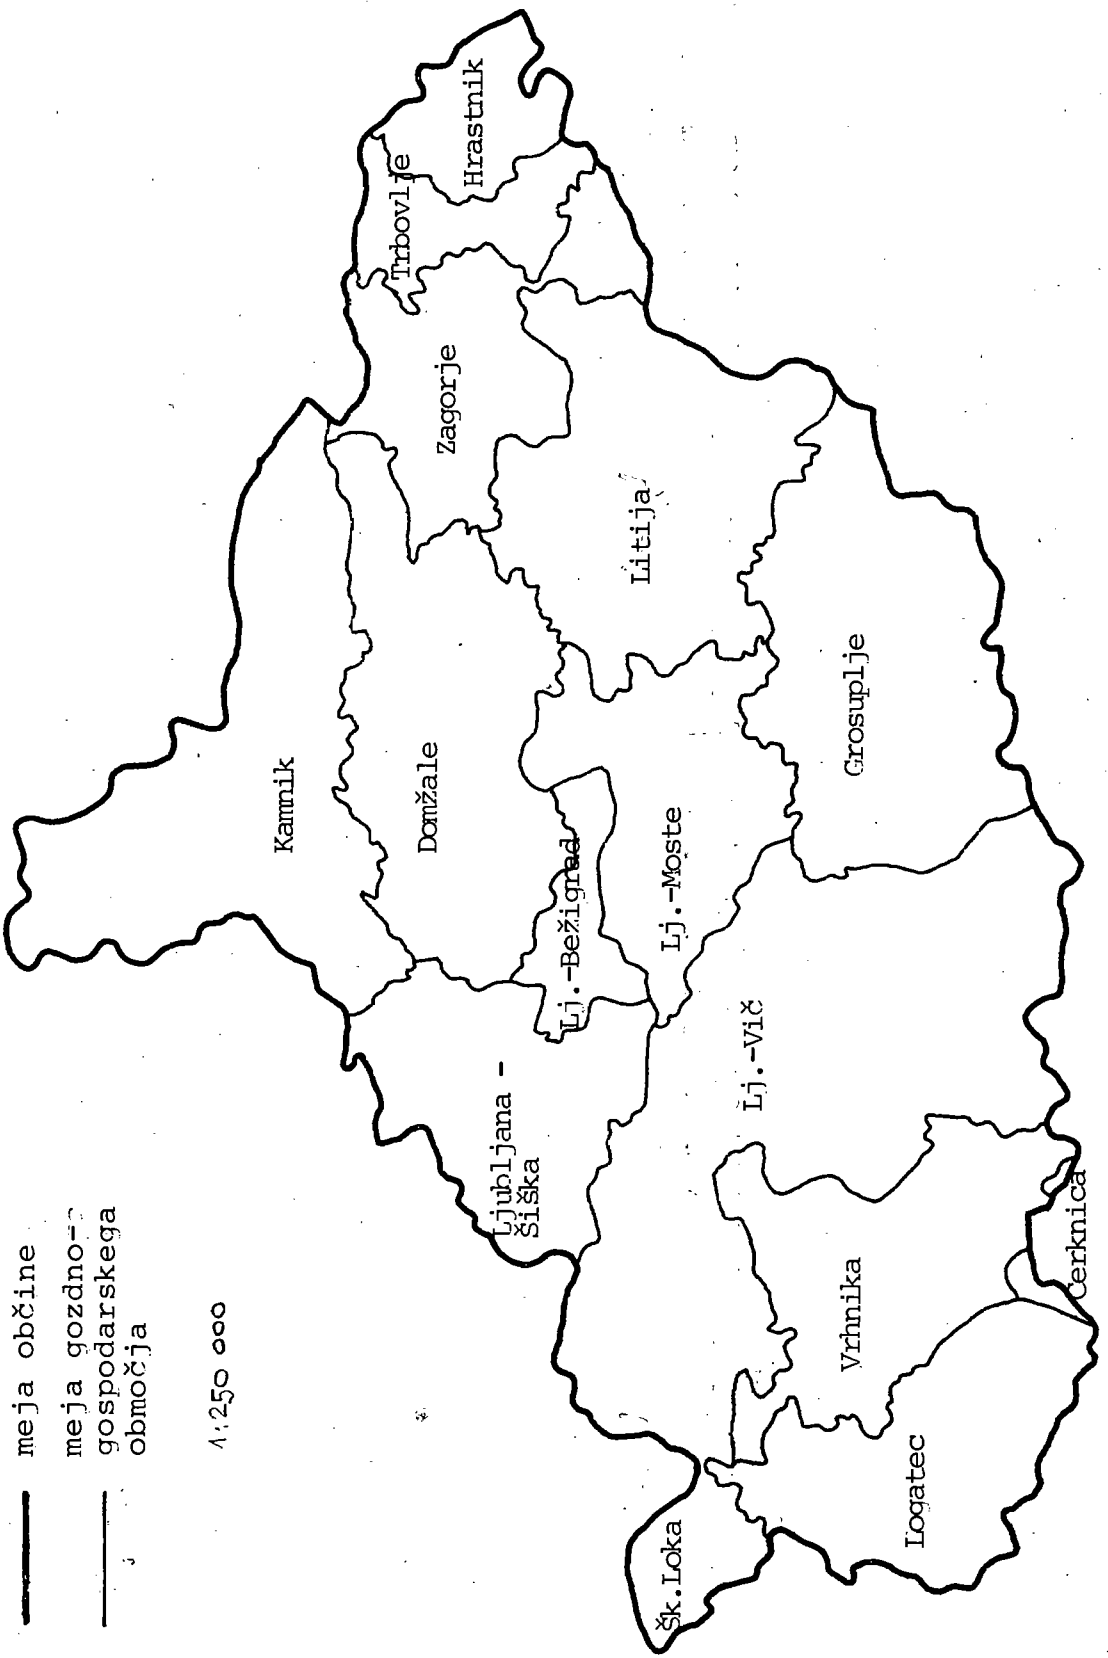 meja občine
meja gozdno-
gospodarskega
območja
1:250 000
Hrastnik
Trbovlje
Zagorje
Kamnik
Domžale
Litija
Lj.-Bežigrad
Lj.-Moste
Grosuplje
Ljubljana -
Šiška
Lj.-Vič
Vrhnika
Cerknica
Logatec
Šk.Loka